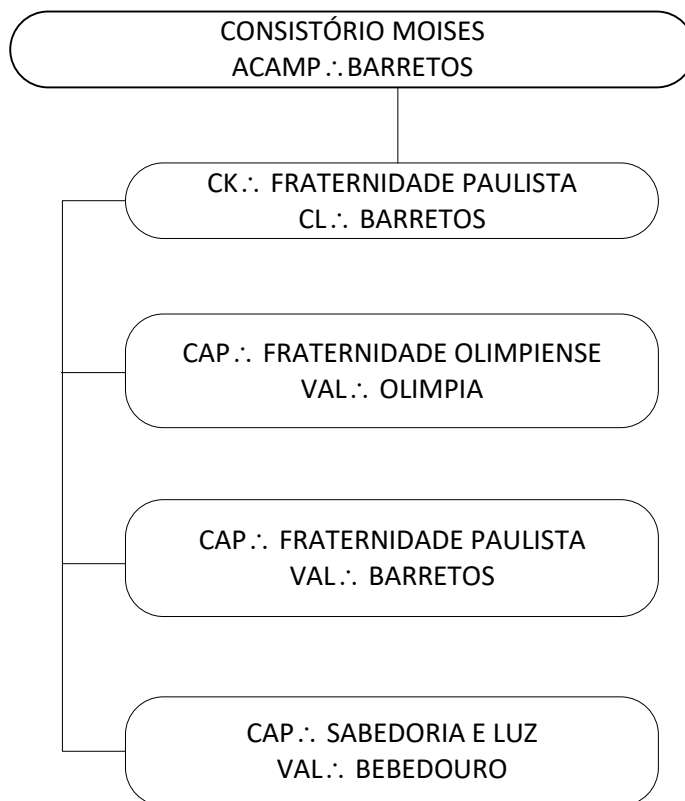 CONSISTÓRIO MOISES
ACAMP∴BARRETOS
CK∴ FRATERNIDADE PAULISTA
CL∴ BARRETOS
CAP∴ FRATERNIDADE OLIMPIENSE
VAL∴ OLIMPIA
CAP∴ FRATERNIDADE PAULISTA
VAL∴ BARRETOS
CAP∴ SABEDORIA E LUZ
VAL∴ BEBEDOURO